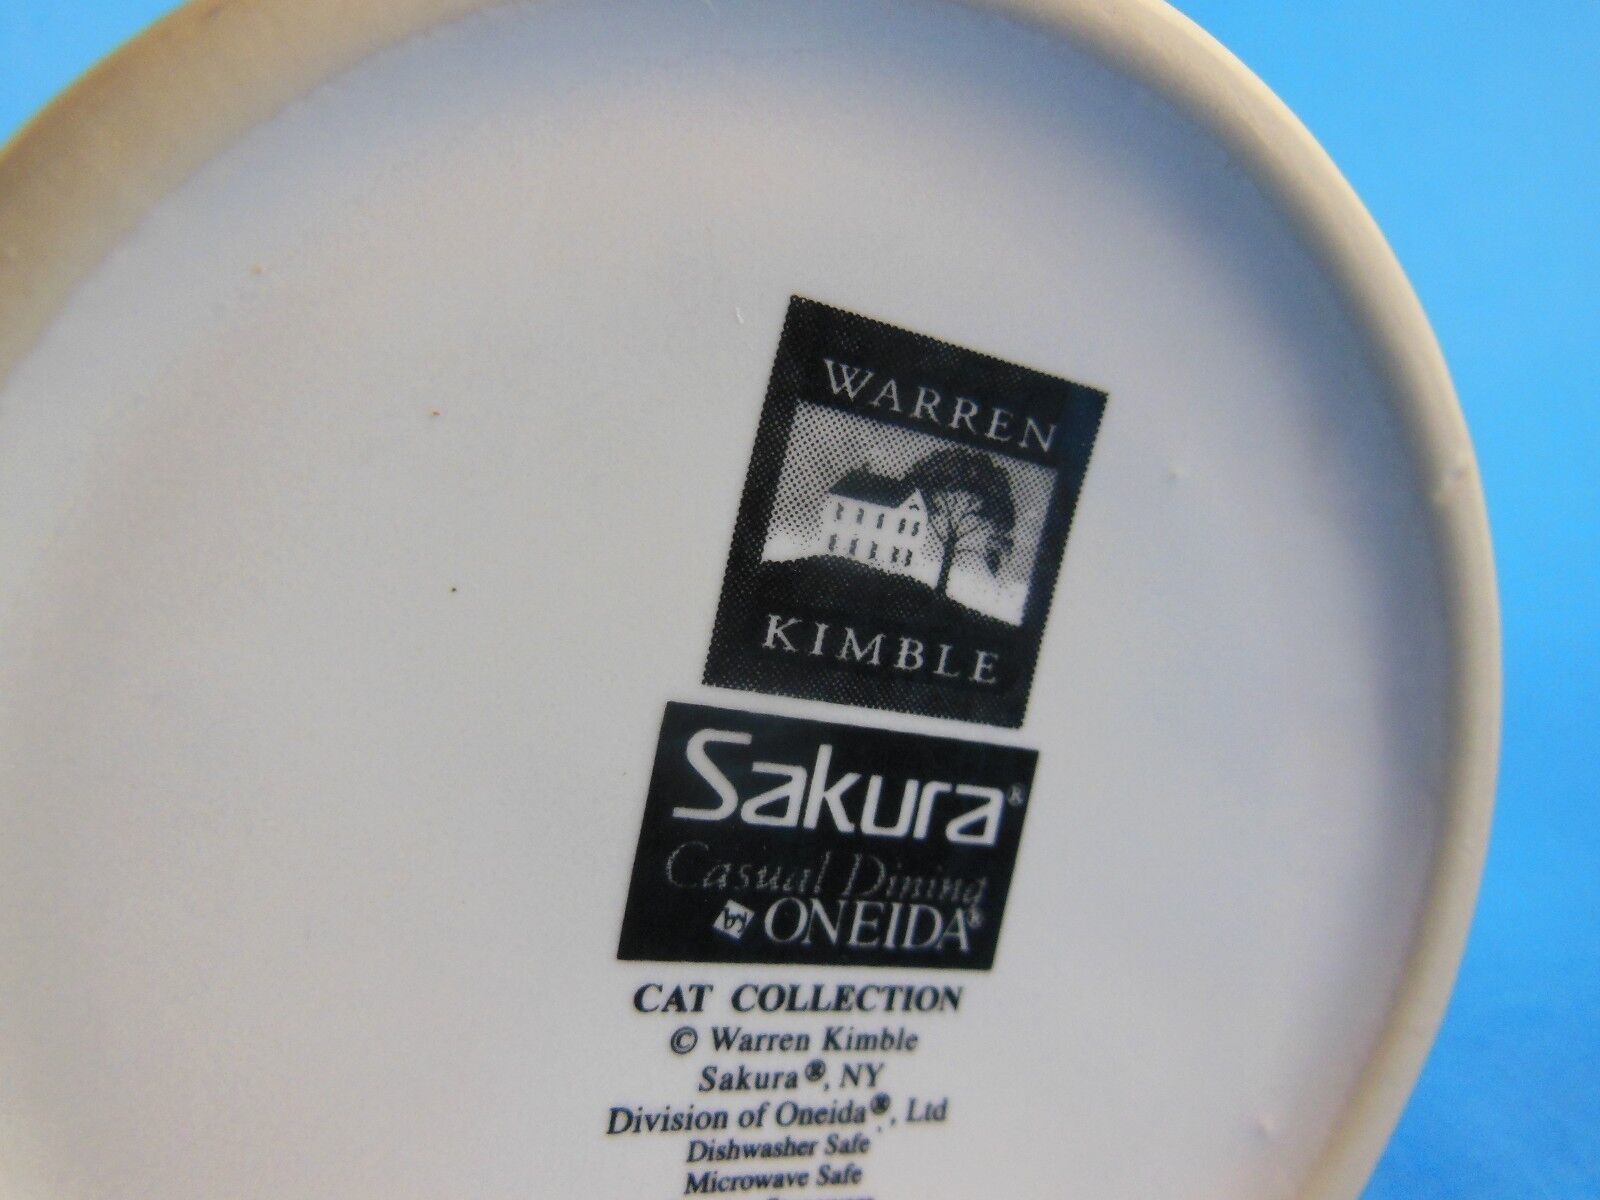 WARREN
KIMBLE
Sakura®
Casual Dining
by ONEIDA®
CAT COLLECTION
© Warren Kimble
Sakura®, NY
Division of Oneida®, Ltd
Dishwasher Safe
Microwave Safe